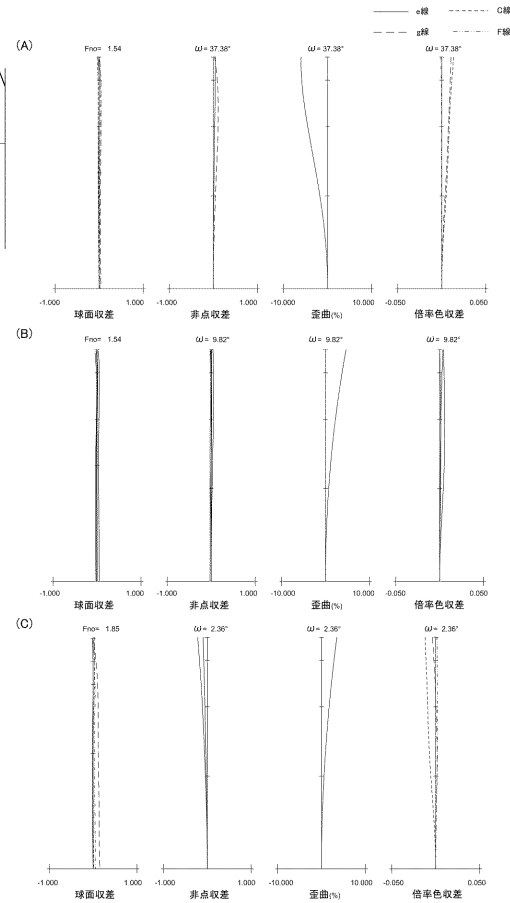 e線 C線
g線 F線
(A)
Fno= 1.54 ω= 37.38° ω= 37.38° ω= 37.38°
-1.000 1.000 -1.000 1.000 -10.000 10.000 -0.050 0.050
球面収差 非点収差 歪曲(%) 倍率色収差
(B)
Fno= 1.54 ω= 9.82° ω= 9.82° ω= 9.82°
-1.000 1.000 -1.000 1.000 -10.000 10.000 -0.050 0.050
球面収差 非点収差 歪曲(%) 倍率色収差
(C)
Fno= 1.85 ω= 2.36° ω= 2.36° ω= 2.36°
-1.000 1.000 -1.000 1.000 -10.000 10.000 -0.050 0.050
球面収差 非点収差 歪曲(%) 倍率色収差